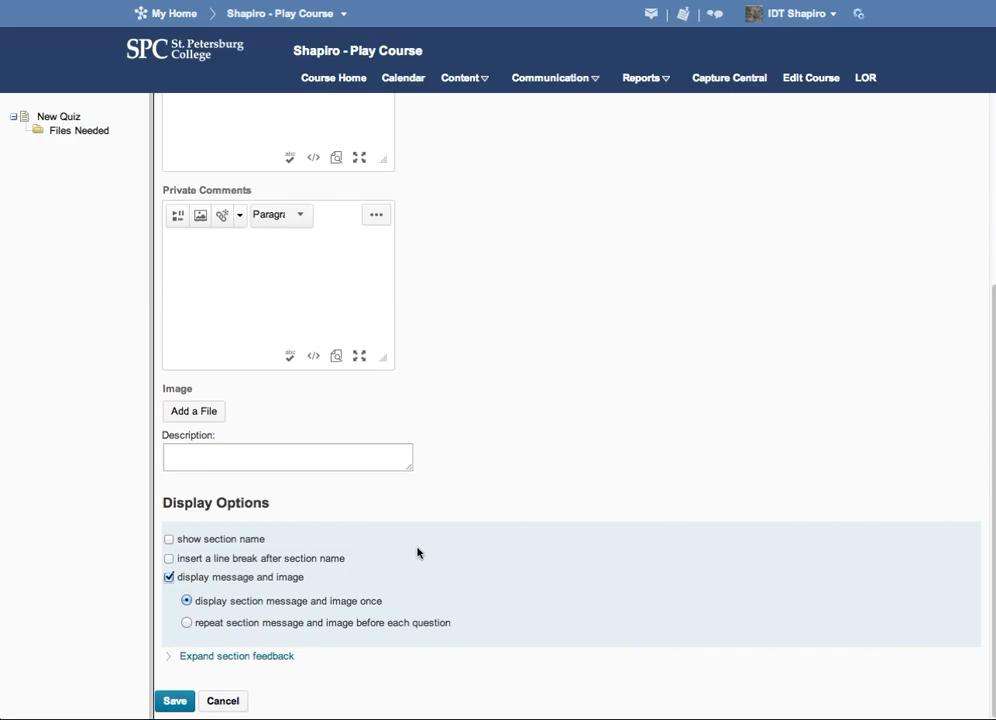 My Home
Shapiro - Play Course
IDT Shapiro
SPC St. Petersburg College
Shapiro - Play Course
Course Home Calendar Content Communication Reports Capture Central Edit Course LOR
New Quiz
Files Needed
abc
Private Comments
Paragra
abc
Image
Add a File
Description:
Display Options
show section name
insert a line break after section name
display message and image
display section message and image once
repeat section message and image before each question
Expand section feedback
Save Cancel